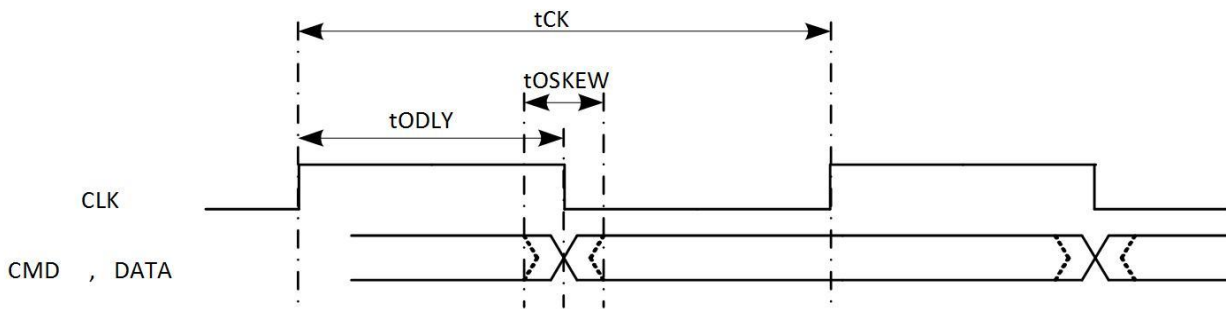 tCK
tOSKEW
tODLY
CLK
CMD , DATA